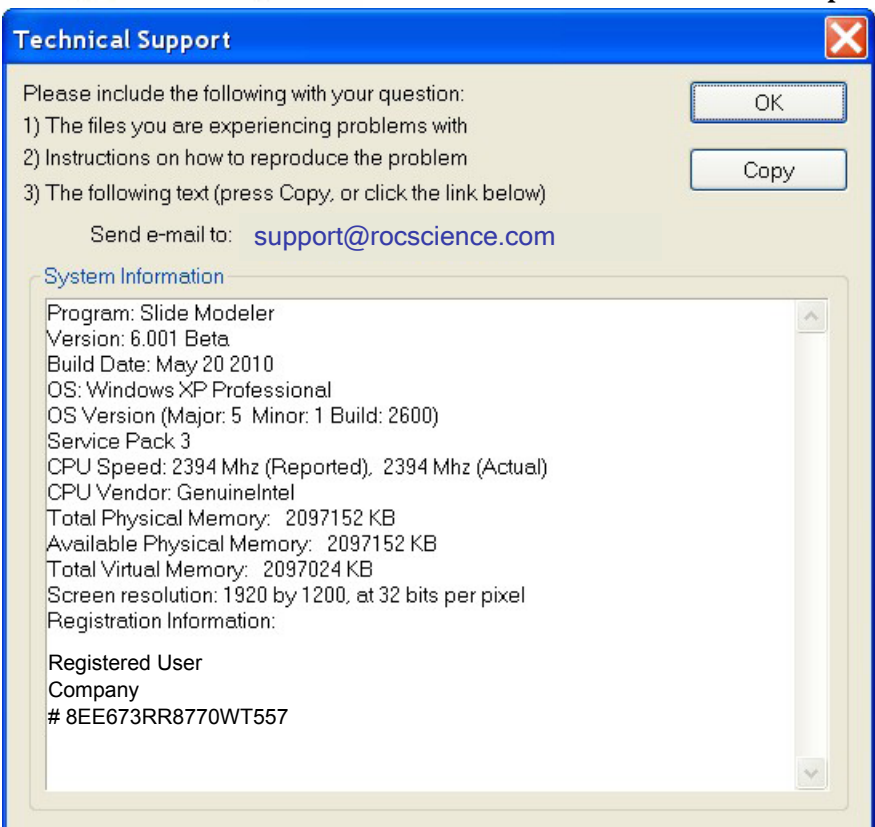 Technical Support
Please include the following with your question:
OK
1) The files you are experiencing problems with
2) Instructions on how to reproduce the problem
Copy
3) The following text (press Copy, or click the link below)
Send e-mail to: support@rocscience.com
System Information
Program: Slide Modeler
Version: 6.001 Beta
Build Date: May 20 2010
OS: Windows XP Professional
OS Version (Major: 5 Minor: 1 Build: 2600)
Service Pack 3
CPU Speed: 2394 Mhz (Reported), 2394 Mhz (Actual)
CPU Vendor: GenuineIntel
Total Physical Memory: 2097152 KB
Available Physical Memory: 2097152 KB
Total Virtual Memory: 2097024 KB
Screen resolution: 1920 by 1200, at 32 bits per pixel
Registration Information:
Registered User
Company
# 8EE673RR8770WT557